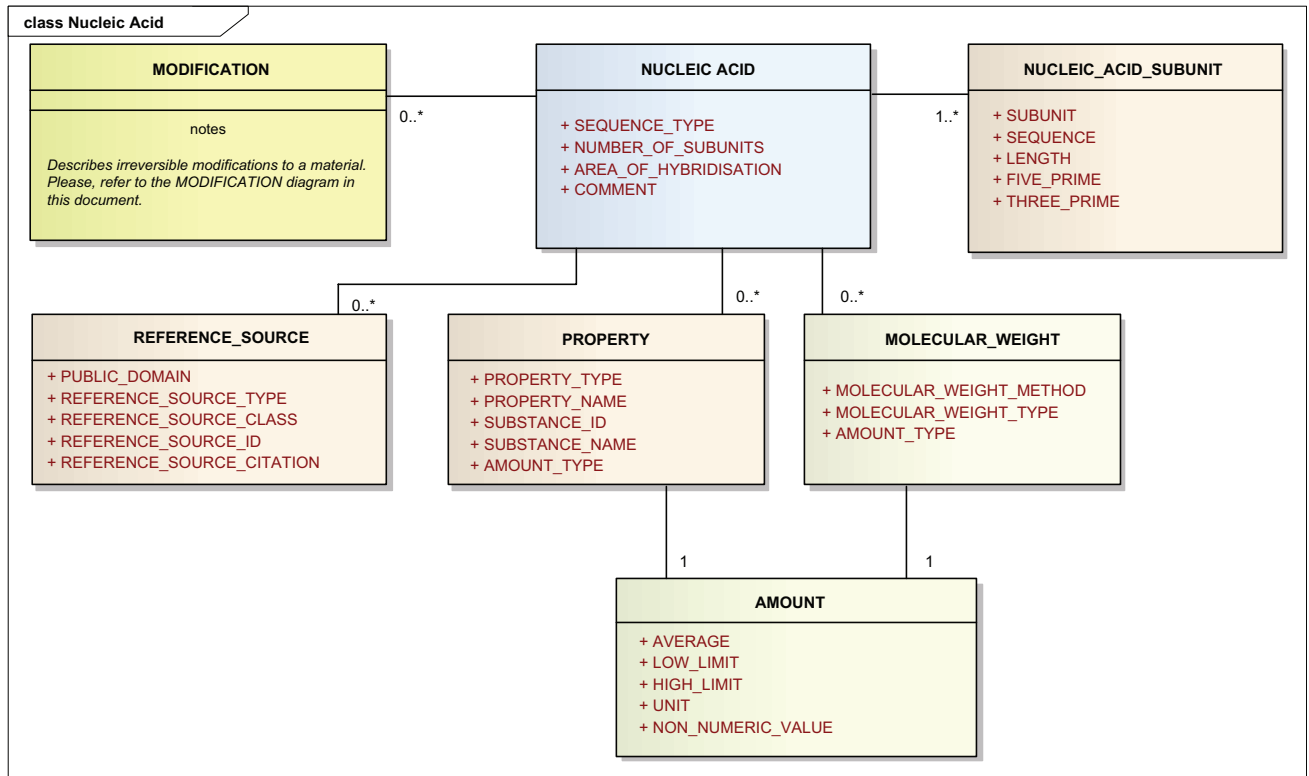 class Nucleic Acid
MODIFICATION
notes
Describes irreversible modifications to a material.
Please, refer to the MODIFICATION diagram in
this document.
0..*
NUCLEIC ACID
+ SEQUENCE_TYPE
+ NUMBER_OF_SUBUNITS
+ AREA_OF_HYBRIDISATION
+ COMMENT
1..*
NUCLEIC_ACID_SUBUNIT
+ SUBUNIT
+ SEQUENCE
+ LENGTH
+ FIVE_PRIME
+ THREE_PRIME
0..*
REFERENCE_SOURCE
+ PUBLIC_DOMAIN
+ REFERENCE_SOURCE_TYPE
+ REFERENCE_SOURCE_CLASS
+ REFERENCE_SOURCE_ID
+ REFERENCE_SOURCE_CITATION
0..*
PROPERTY
+ PROPERTY_TYPE
+ PROPERTY_NAME
+ SUBSTANCE_ID
+ SUBSTANCE_NAME
+ AMOUNT_TYPE
0..*
MOLECULAR_WEIGHT
+ MOLECULAR_WEIGHT_METHOD
+ MOLECULAR_WEIGHT_TYPE
+ AMOUNT_TYPE
1
1
AMOUNT
+ AVERAGE
+ LOW_LIMIT
+ HIGH_LIMIT
+ UNIT
+ NON_NUMERIC_VALUE